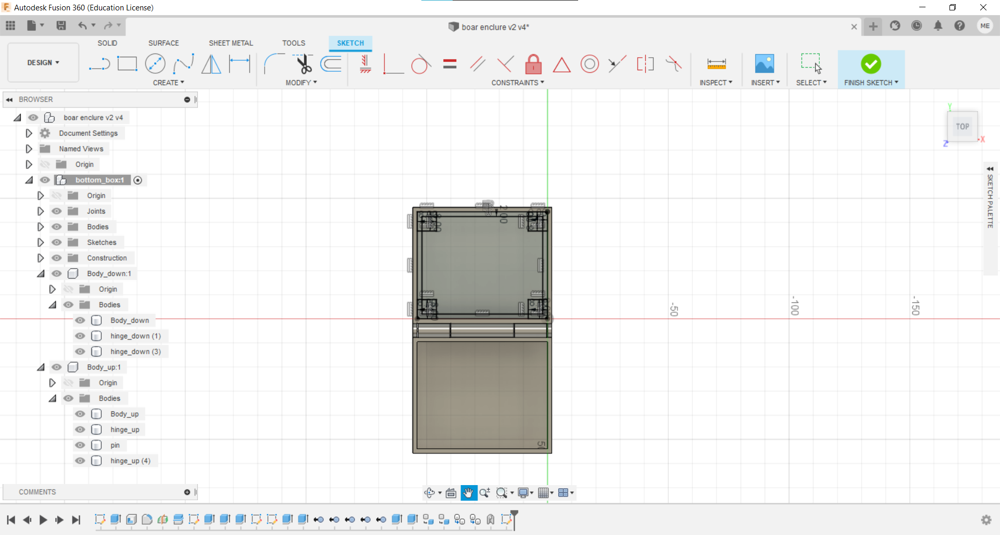 Autodesk Fusion 360 (Education License)
boar enclure v2 v4*
ME
DESIGN
SOLID
SURFACE
SHEET METAL
TOOLS
SKETCH
CREATE
MODIFY
CONSTRAINTS
INSPECT
INSERT
SELECT
FINISH SKETCH
BROWSER
boar enclure v2 v4
Document Settings
Named Views
Origin
bottom_box:1
Origin
Joints
Bodies
Sketches
Construction
Body_down:1
Origin
Bodies
Body_down
hinge_down (1)
hinge_down (3)
Body_up:1
Origin
Bodies
Body_up
hinge_up
pin
hinge_up (4)
COMMENTS
Y
TOP
X
Z
SKETCH PALETTE
2.00
-50
-100
-150
50